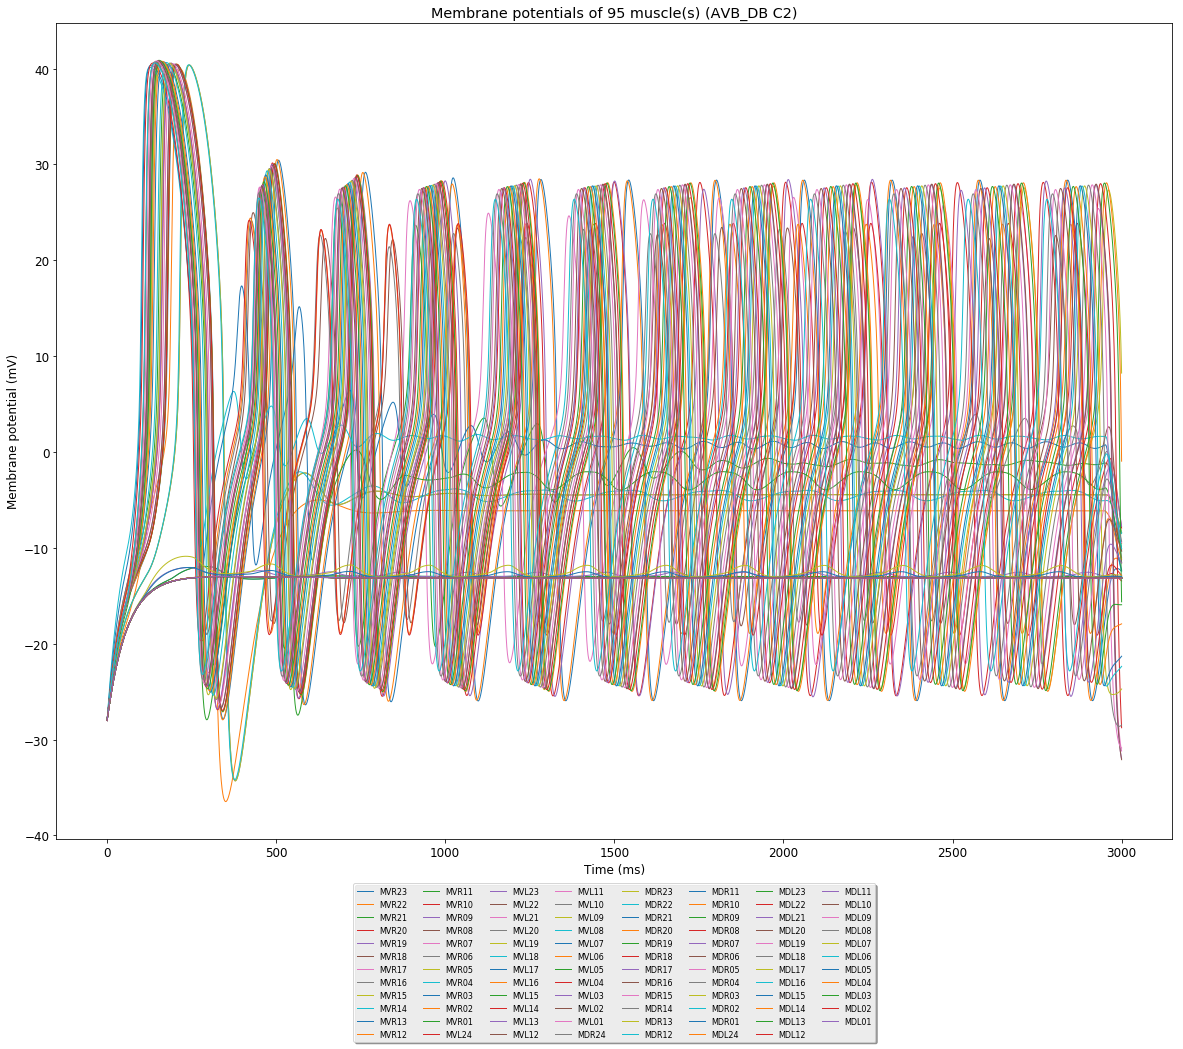 Membrane potentials of 95 muscle(s) (AVB_DB C2)
Membrane potential (mV)
40
30
20
10
0
−10
−20
−30
−40
0 500 1000 1500 2000 2500 3000
Time (ms)
MVR23 MVR11 MVL23 MVL11 MDR23 MDR11 MDL23 MDL11
MVR22 MVR10 MVL22 MVL10 MDR22 MDR10 MDL22 MDL10
MVR21 MVR09 MVL21 MVL09 MDR21 MDR09 MDL21 MDL09
MVR20 MVR08 MVL20 MVL08 MDR20 MDR08 MDL20 MDL08
MVR19 MVR07 MVL19 MVL07 MDR19 MDR07 MDL19 MDL07
MVR18 MVR06 MVL18 MVL06 MDR18 MDR06 MDL18 MDL06
MVR17 MVR05 MVL17 MVL05 MDR17 MDR05 MDL17 MDL05
MVR16 MVR04 MVL16 MVL04 MDR16 MDR04 MDL16 MDL04
MVR15 MVR03 MVL15 MVL03 MDR15 MDR03 MDL15 MDL03
MVR14 MVR02 MVL14 MVL02 MDR14 MDR02 MDL14 MDL02
MVR13 MVR01 MVL13 MVL01 MDR13 MDR01 MDL13 MDL01
MVR12 MVL24 MVL12 MDR24 MDR12 MDL24 MDL12